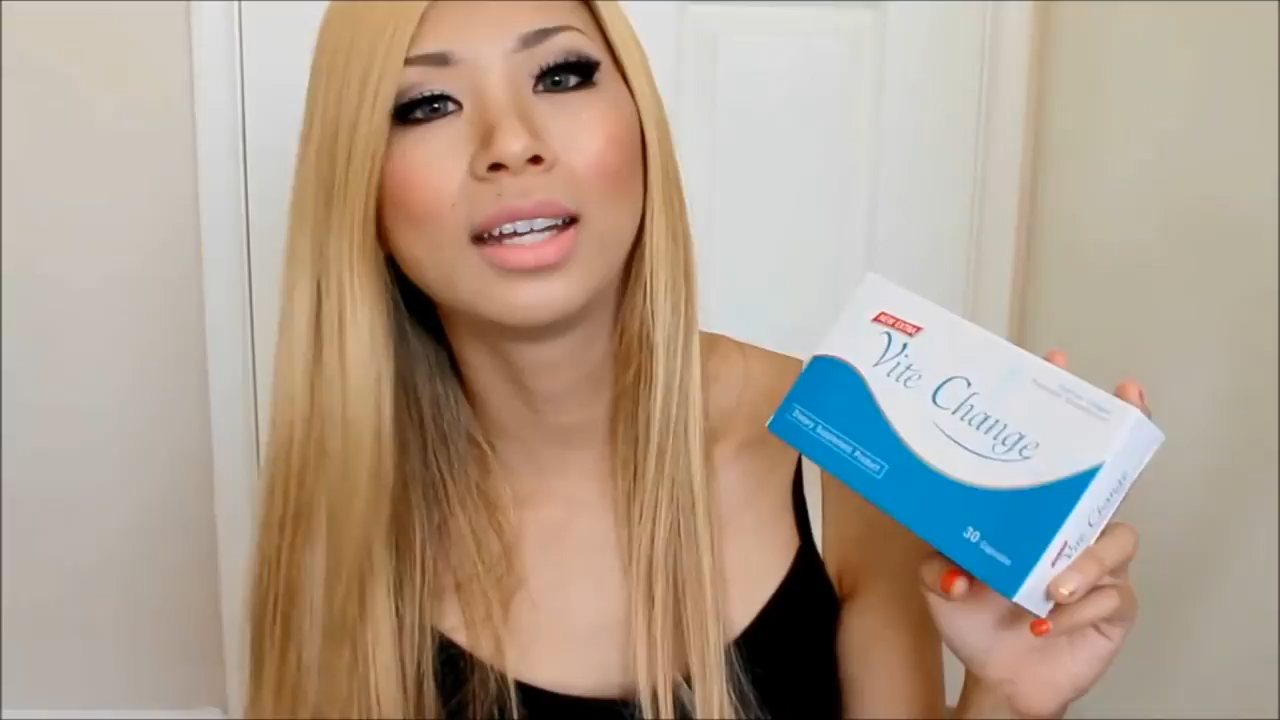 NEW EXTRA
Vite Change
Dietary Supplement Product
30 Capsules
Vite Change